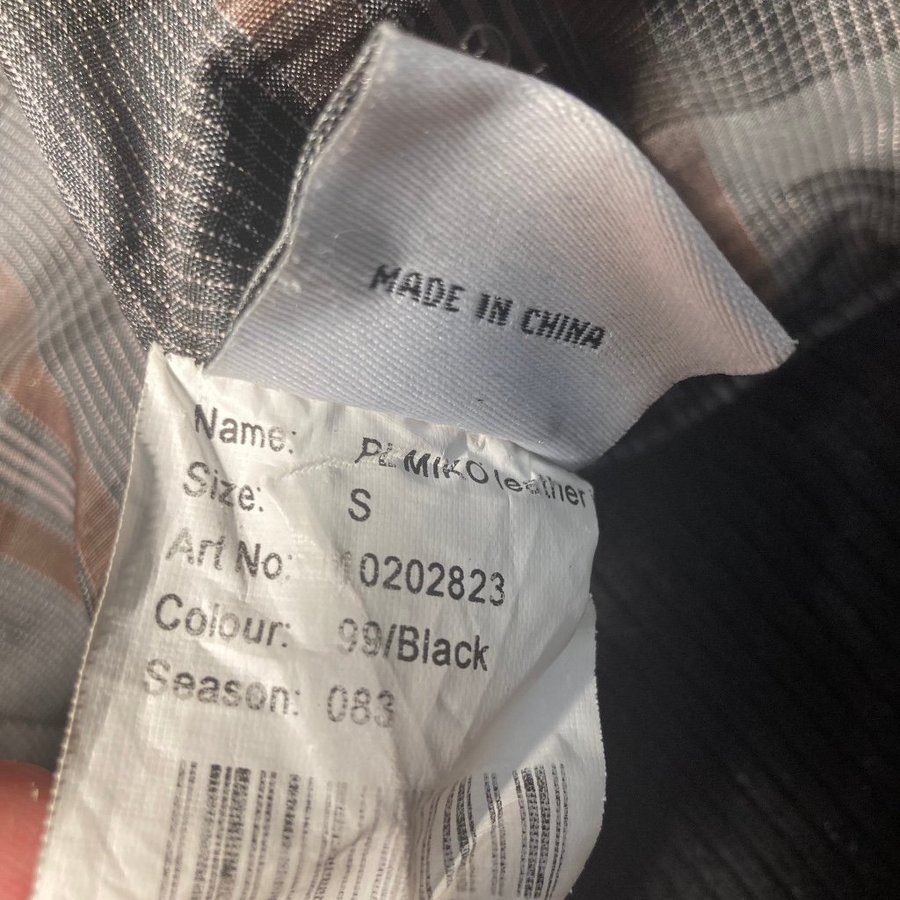 MADE IN CHINA
Name: PL MIKO leather
Size: S
Art No: 10202823
Colour: 99/Black
Season: 083